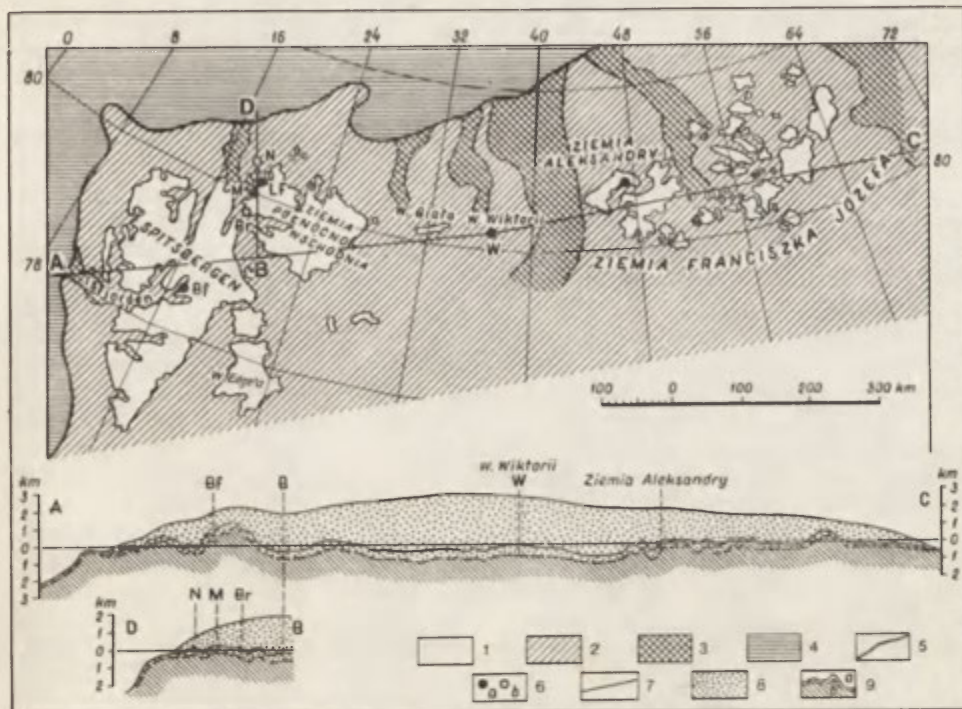 0 8 16 24 32 40 48 56 64 72
80
D
N
M
LF
Br
ZIEMIA
PÓŁNOCNO
WSCHODNIA
w. Biała
w. Wiktorii
W
ZIEMIA
ALEKSANDRY
C
80
ZIEMIA FRANCISZKA JÓZEFA
SPITSBERGEN
78
A
B
Bf
w. Edge'a
100 0 100 200 300 km
km A Bf B w. Wiktorii W Ziemia Aleksandry C km
3 3
2 2
1 1
0 0
1 1
2 2
3
km D N M Br B
2
1
0
1
2
1 2 3 4 5
a b 6 7 8 a 9